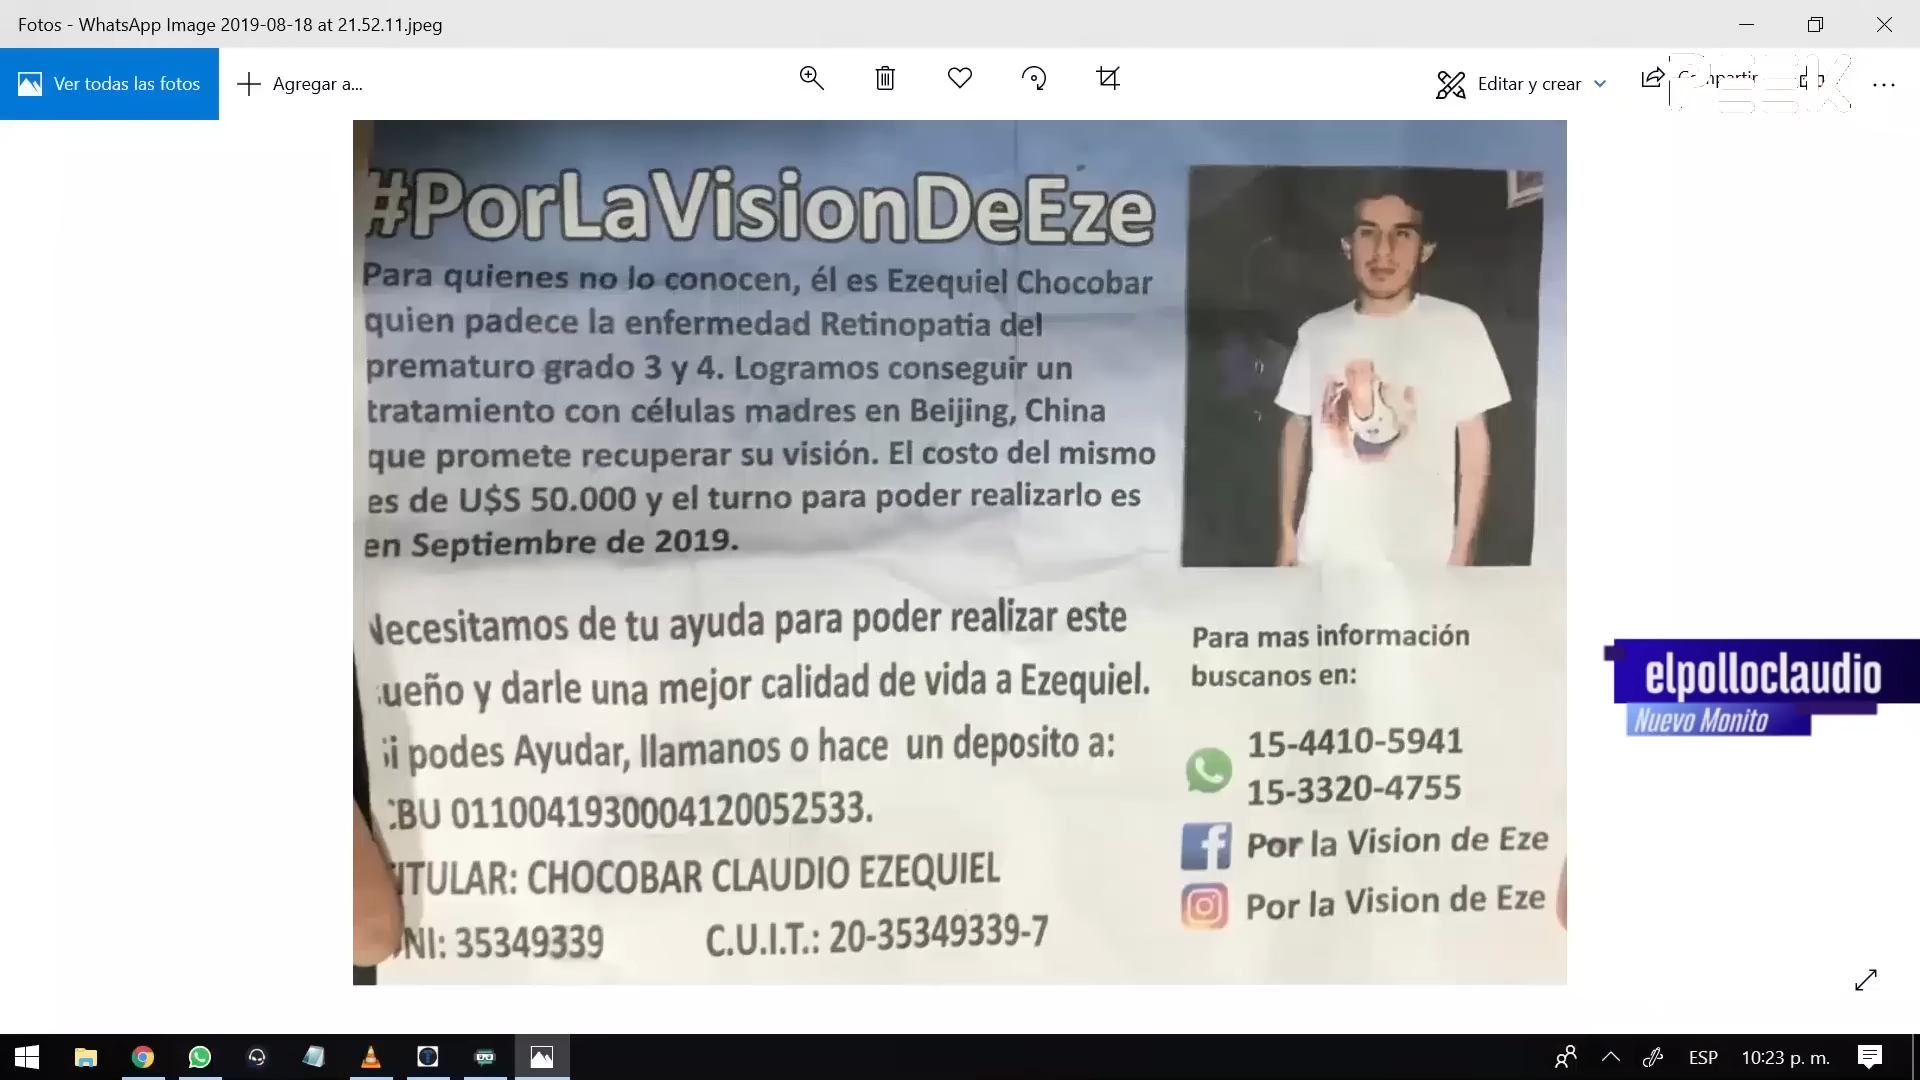 Fotos - WhatsApp Image 2019-08-18 at 21.52.11.jpeg
Ver todas las fotos
Agregar a...
Editar y crear
Compartir
PEEK
#PorLaVisionDeEze
Para quienes no lo conocen, él es Ezequiel Chocobar
quien padece la enfermedad Retinopatia del
prematuro grado 3 y 4. Logramos conseguir un
tratamiento con células madres en Beijing, China
que promete recuperar su visión. El costo del mismo
es de U$S 50.000 y el turno para poder realizarlo es
en Septiembre de 2019.
Necesitamos de tu ayuda para poder realizar este
ueño y darle una mejor calidad de vida a Ezequiel.
i podes Ayudar, llamanos o hace un deposito a:
CBU 0110041930004120052533.
TITULAR: CHOCOBAR CLAUDIO EZEQUIEL
DNI: 35349339 C.U.I.T.: 20-35349339-7
Para mas información
buscanos en:
15-4410-5941
15-3320-4755
Por la Vision de Eze
Por la Vision de Eze
elpolloclaudio
Nuevo Monito
ESP
10:23 p. m.